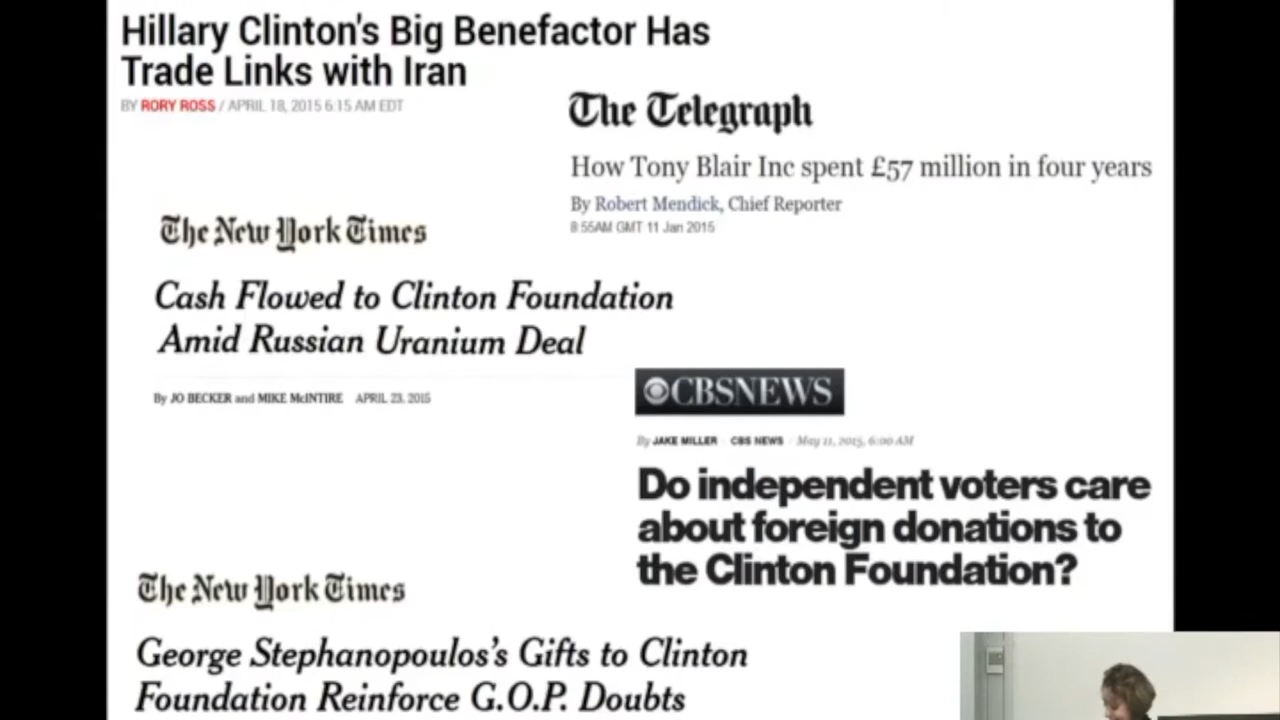 Hillary Clinton's Big Benefactor Has
Trade Links with Iran
BY RORY ROSS / APRIL 18, 2015 6:15 AM EDT
The Telegraph
How Tony Blair Inc spent £57 million in four years
By Robert Mendick, Chief Reporter
8:55AM GMT 11 Jan 2015
The New York Times
Cash Flowed to Clinton Foundation
Amid Russian Uranium Deal
By JO BECKER and MIKE McINTIRE APRIL 23, 2015
CBSNEWS
By JAKE MILLER CBS NEWS May 11, 2015, 6:00 AM
Do independent voters care
about foreign donations to
the Clinton Foundation?
The New York Times
George Stephanopoulos's Gifts to Clinton
Foundation Reinforce G.O.P. Doubts